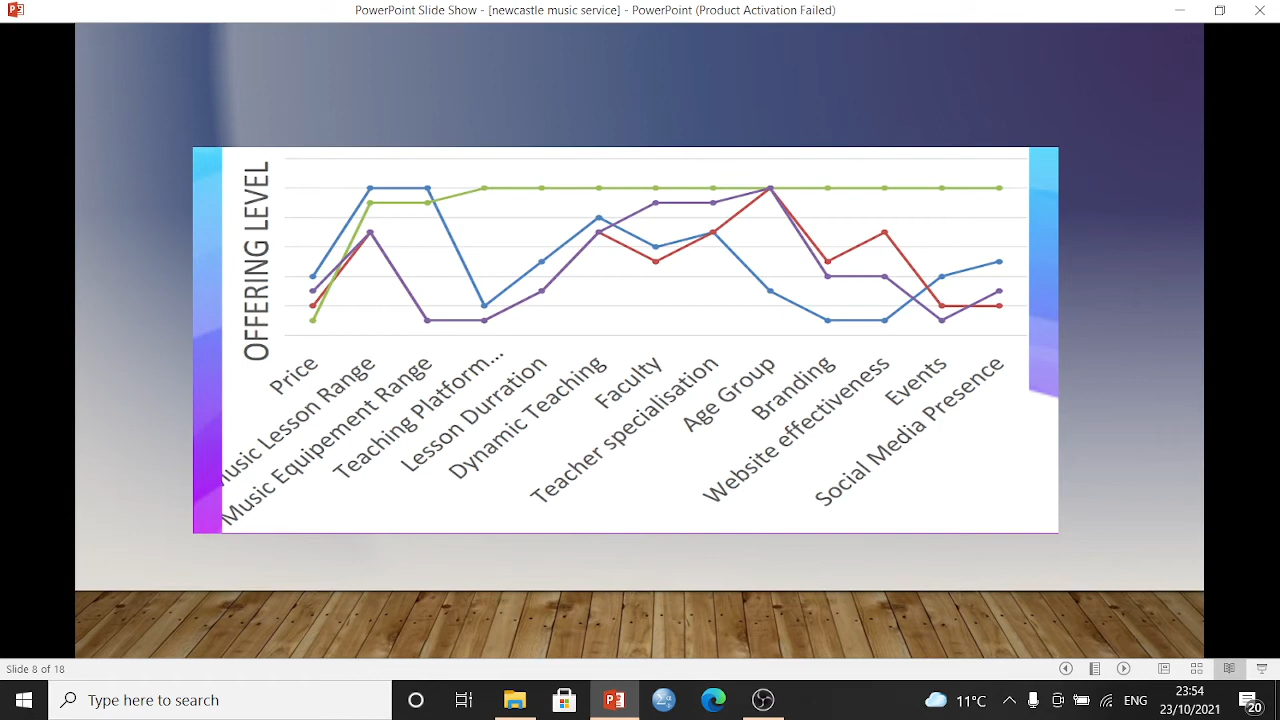 PowerPoint Slide Show - [newcastle music service] - PowerPoint (Product Activation Failed)
OFFERING LEVEL
Price
usic Lesson Range
Music Equipement Range
Teaching Platform...
Lesson Durration
Dynamic Teaching
Faculty
Teacher specialisation
Age Group
Branding
Website effectiveness
Events
Social Media Presence
Slide 8 of 18
Type here to search
11°C
ENG
23:54
23/10/2021
20